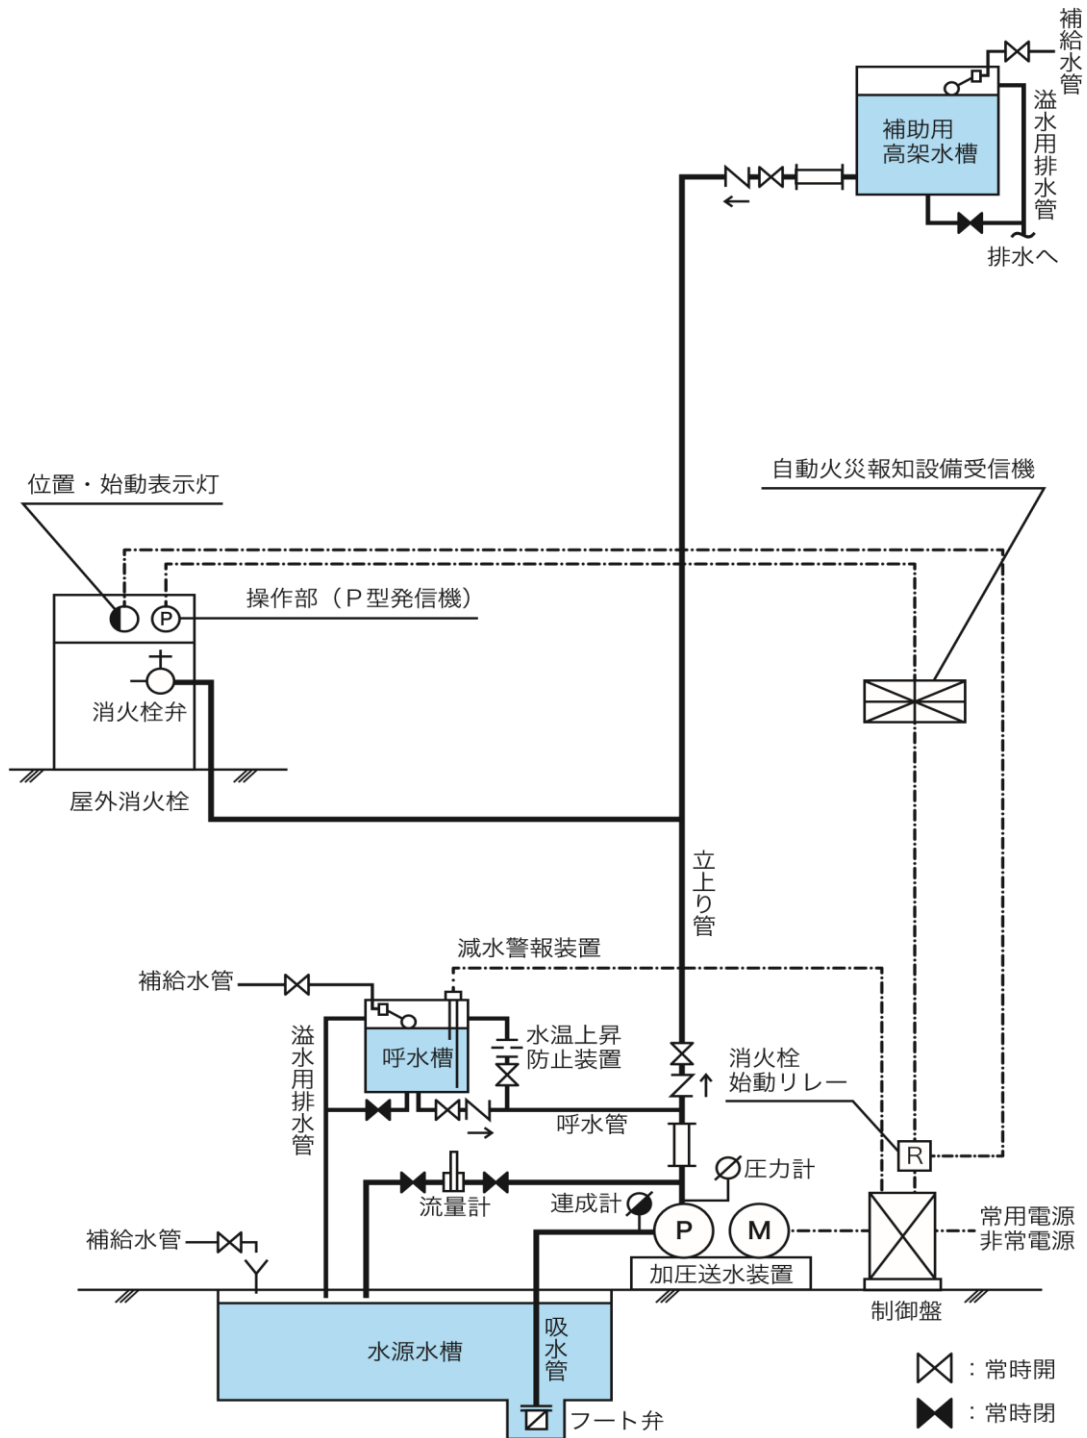 補給水管
溢水用排水管
補助用
高架水槽
排水へ
自動火災報知設備受信機
位置・始動表示灯
操作部（P型発信機）
P
消火栓弁
屋外消火栓
立上り管
減水警報装置
補給水管
溢水用排水管
呼水槽
水温上昇
防止装置
呼水管
消火栓
始動リレー
R
圧力計
連成計
流量計
P
M
加圧送水装置
常用電源
非常電源
制御盤
補給水管
水源水槽
吸水管
フート弁
：常時開
：常時閉